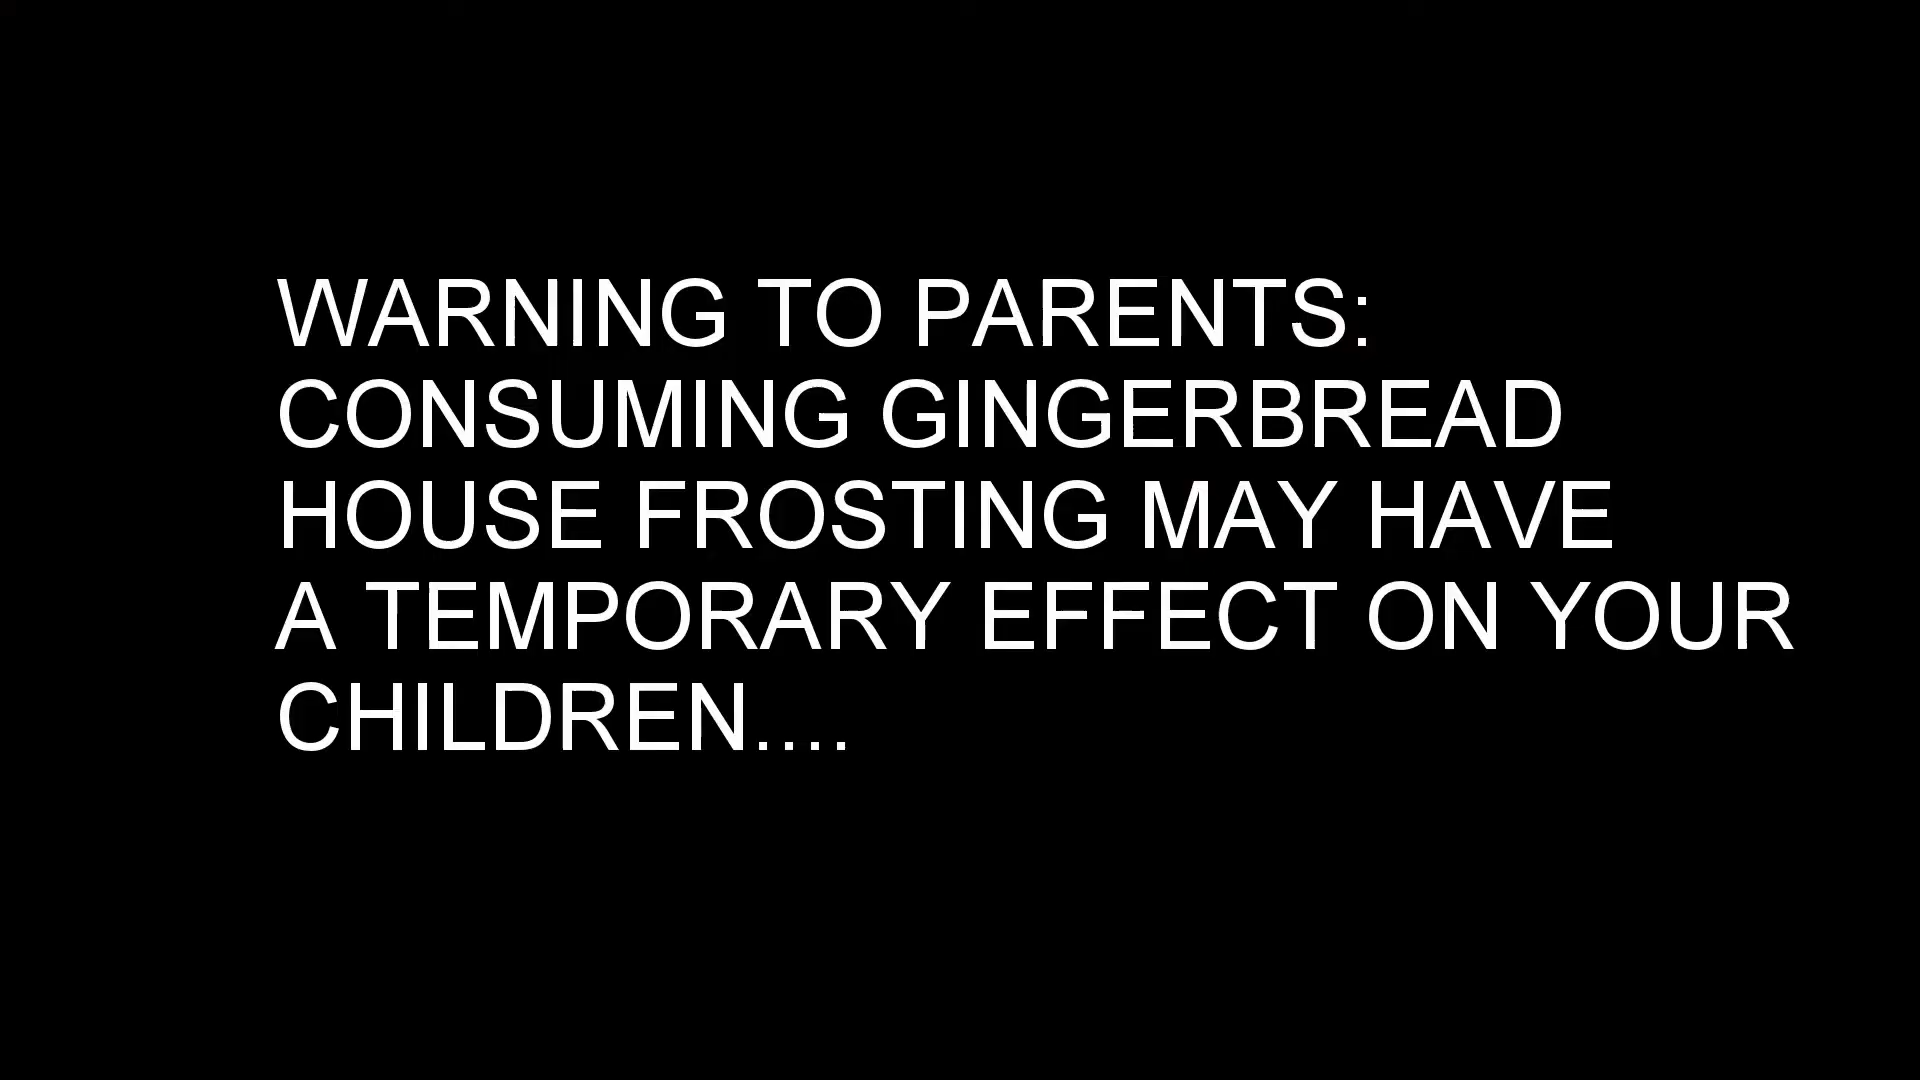 WARNING TO PARENTS:
CONSUMING GINGERBREAD
HOUSE FROSTING MAY HAVE
A TEMPORARY EFFECT ON YOUR
CHILDREN....